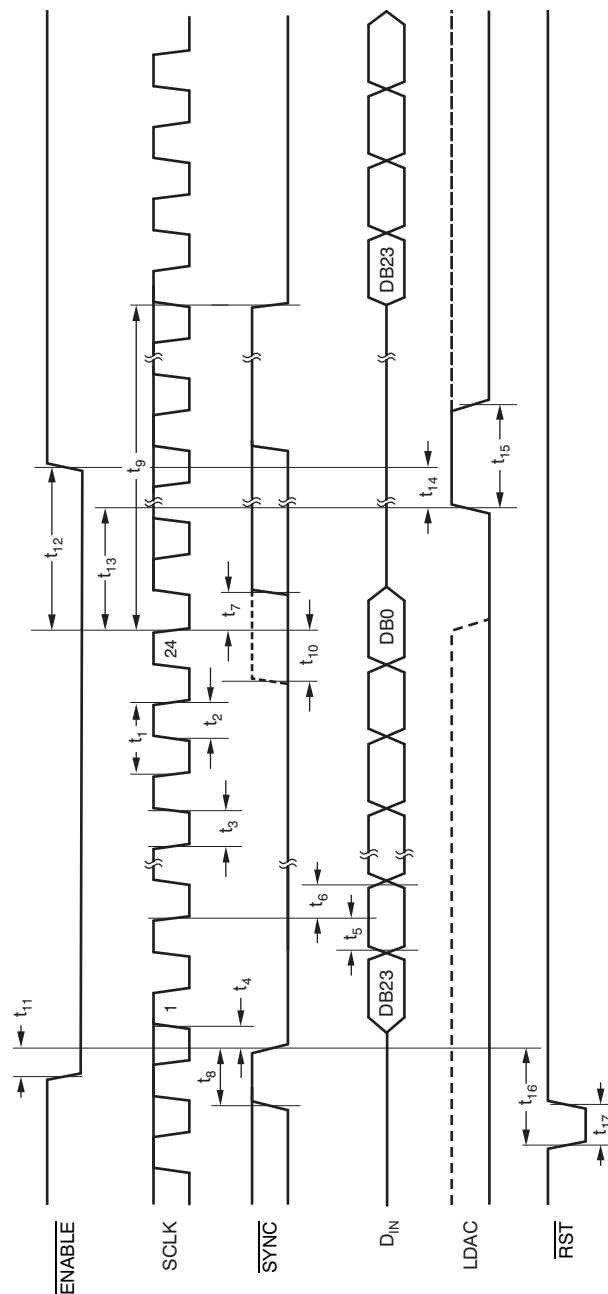 ENABLE
SCLK
SYNC
DIN
LDAC
RST
t11
t12
t13
t9
1
24
t1
t2
t3
t4
t8
t7
t10
t5
t6
DB23
DB0
DB23
t14
t15
t16
t17